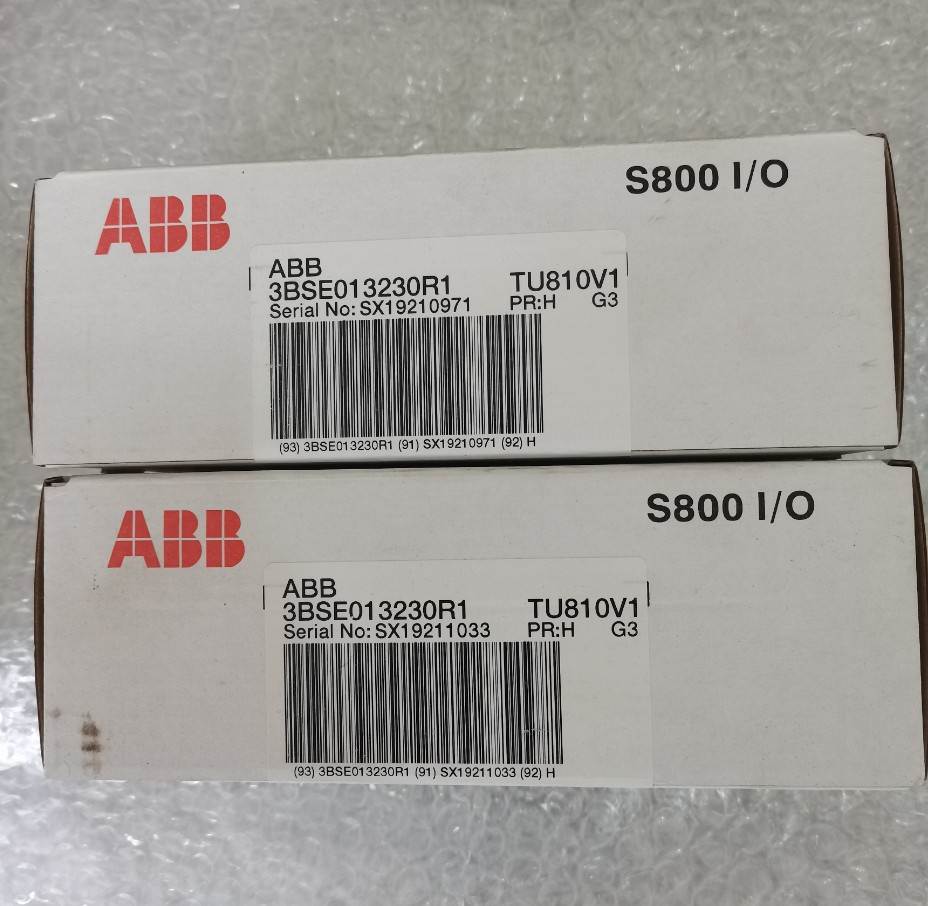 ABB
S800 I/O
ABB
3BSE013230R1 TU810V1
Serial No: SX19210971 PR:H G3
(93) 3BSE013230R1 (91) SX19210971 (92) H
ABB
S800 I/O
ABB
3BSE013230R1 TU810V1
Serial No: SX19211033 PR:H G3
(93) 3BSE013230R1 (91) SX19211033 (92) H